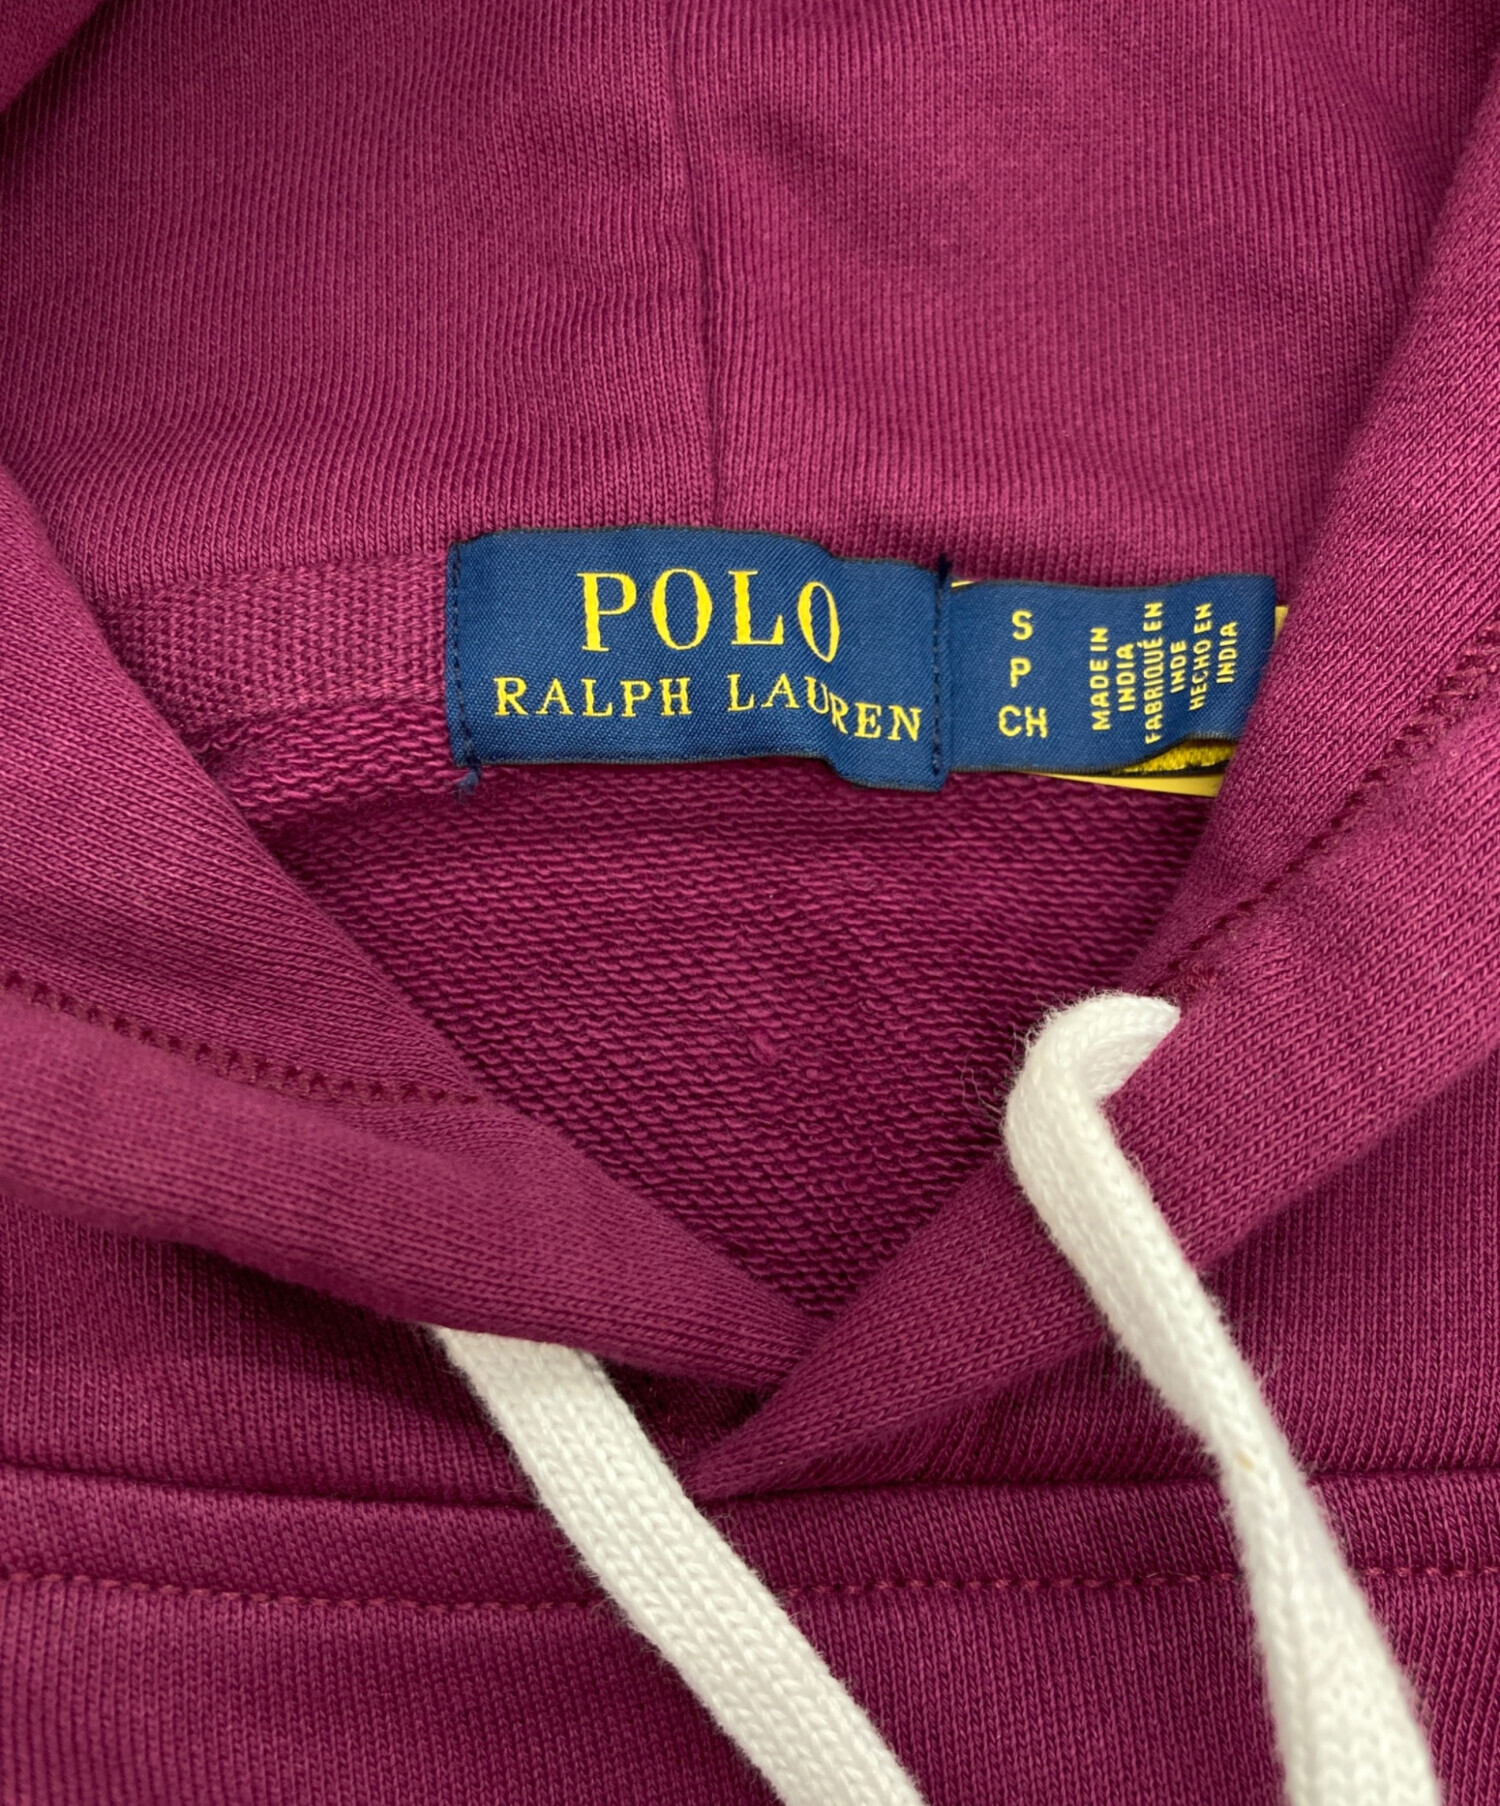 POLO
RALPH LAUREN
S
P
CH
MADE IN
INDIA
FABRIQUÉ EN
INDE
HECHO EN
INDIA